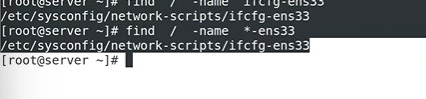 [root@server ~]# find / -name ifcfg-ens33
/etc/sysconfig/network-scripts/ifcfg-ens33
[root@server ~]# find / -name *-ens33
/etc/sysconfig/network-scripts/ifcfg-ens33
[root@server ~]#